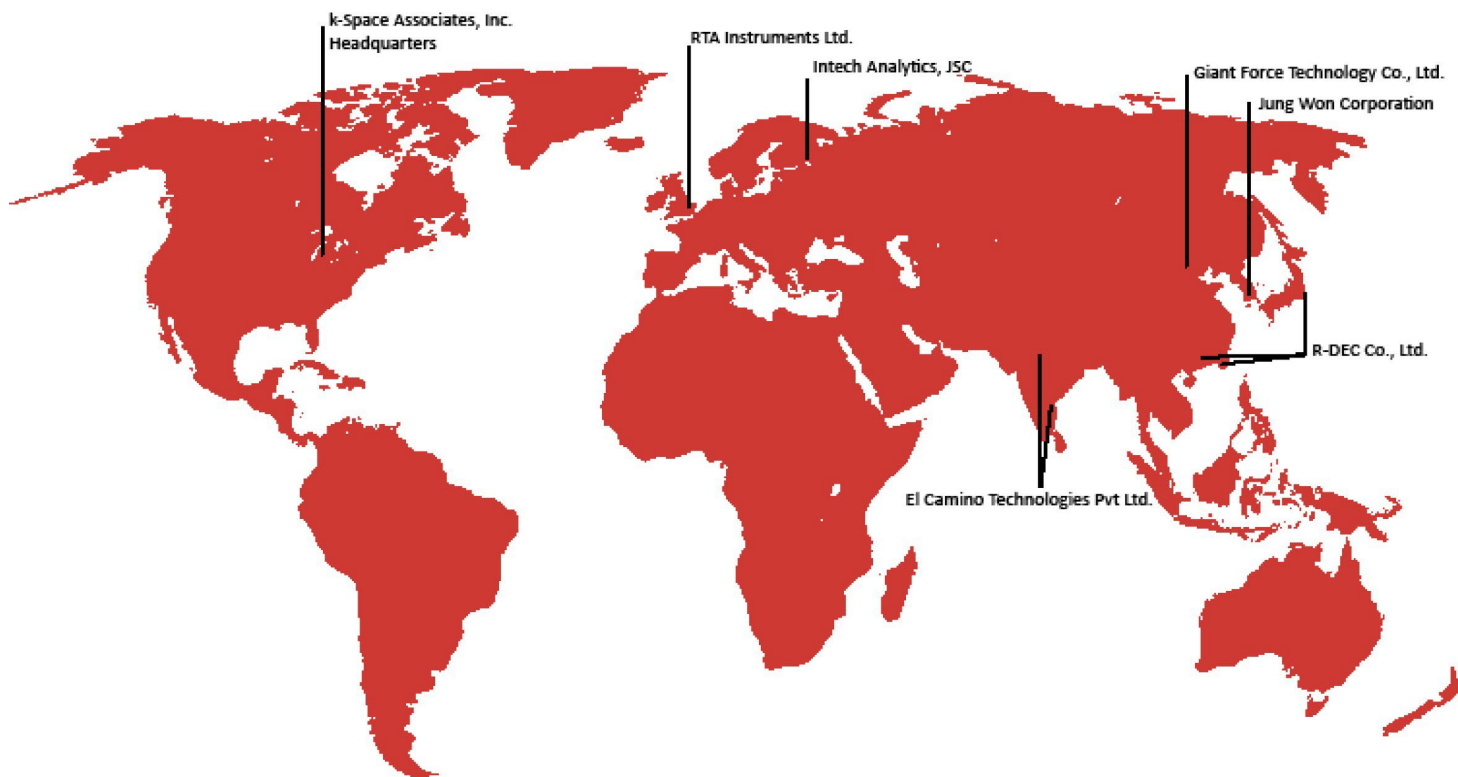 k-Space Associates, Inc.
Headquarters
RTA Instruments Ltd.
Intech Analytics, JSC
Giant Force Technology Co., Ltd.
Jung Won Corporation
R-DEC Co., Ltd.
El Camino Technologies Pvt Ltd.